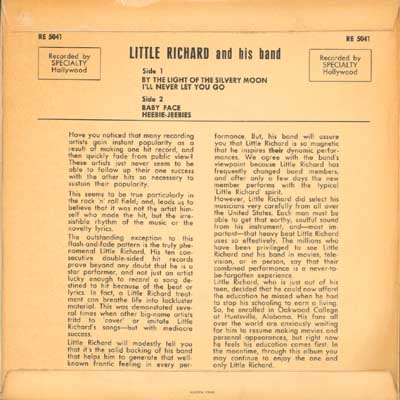 RE 5041
RE 5041
Recorded by
SPECIALTY
Hollywood
LITTLE RICHARD and his band
Recorded by
SPECIALTY
Hollywood
Side 1
BY THE LIGHT OF THE SILVERY MOON
I'LL NEVER LET YOU GO
Side 2
BABY FACE
HEEBIE-JEEBIES
Have you noticed that many recording
artists gain instant popularity as a
result of making one hit record, and
then quickly fade from public view?
These artists just never seem to be
able to follow up their one success
with the other hits so necessary to
sustain their popularity.
This seems to be true particularly in
the rock 'n' roll field, and, leads us to
believe that it was not the artist him-
self who made the hit, but the irre-
sistible rhythm of the music or the
novelty lyrics.
The outstanding exception to this
flash-and-fade pattern is the truly phe-
nomenal Little Richard. His ten con-
secutive double-sided hit records
prove beyond any doubt that he is a
star performer, and not just an artist
lucky enough to record a song des-
tined to hit because of the beat or
lyrics. In fact, a Little Richard treat-
ment can breathe life into lackluster
material. This was demonstrated sev-
eral times when other big-name artists
tried to 'cover' or imitate Little
Richard's songs—but with mediocre
success.
Little Richard will modestly tell you
that it's the solid backing of his band
that helps him to generate that well-
known frantic feeling in every per-
formance. But, his band will assure
you that Little Richard is so magnetic
that he inspires their dynamic perfor-
mances. We agree with the band's
viewpoint because Little Richard has
frequently changed band members,
and after only a few days the new
member performs with the typical
'Little Richard' spirit.
However, Little Richard did select his
musicians very carefully from all over
the United States. Each man must be
able to get that earthy, soulful sound
from his instrument, and—most im-
portant—that heavy beat Little Richard
uses so effectively. The millions who
have been privileged to see Little
Richard and his band in movies, tele-
vision, or in person, say that their
combined performance is a never-to-
be-forgotten experience.
Little Richard, who is just out of his
teen, decided that he could now afford
the education he missed when he had
to stop his schooling to earn a living.
So, he enrolled in Oakwood College
at Huntsville, Alabama. His fans all
over the world are anxiously waiting
for him to resume making movies and
personal appearances, but right now
he feels his education comes first. In
the meantime, through this album you
may continue to enjoy the one and
only Little Richard.